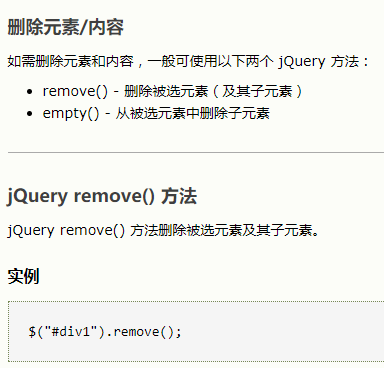 删除元素/内容
如需删除元素和内容，一般可使用以下两个 jQuery 方法：
• remove() - 删除被选元素（及其子元素）
• empty() - 从被选元素中删除子元素
jQuery remove() 方法
jQuery remove() 方法删除被选元素及其子元素。
实例
$("#div1").remove();